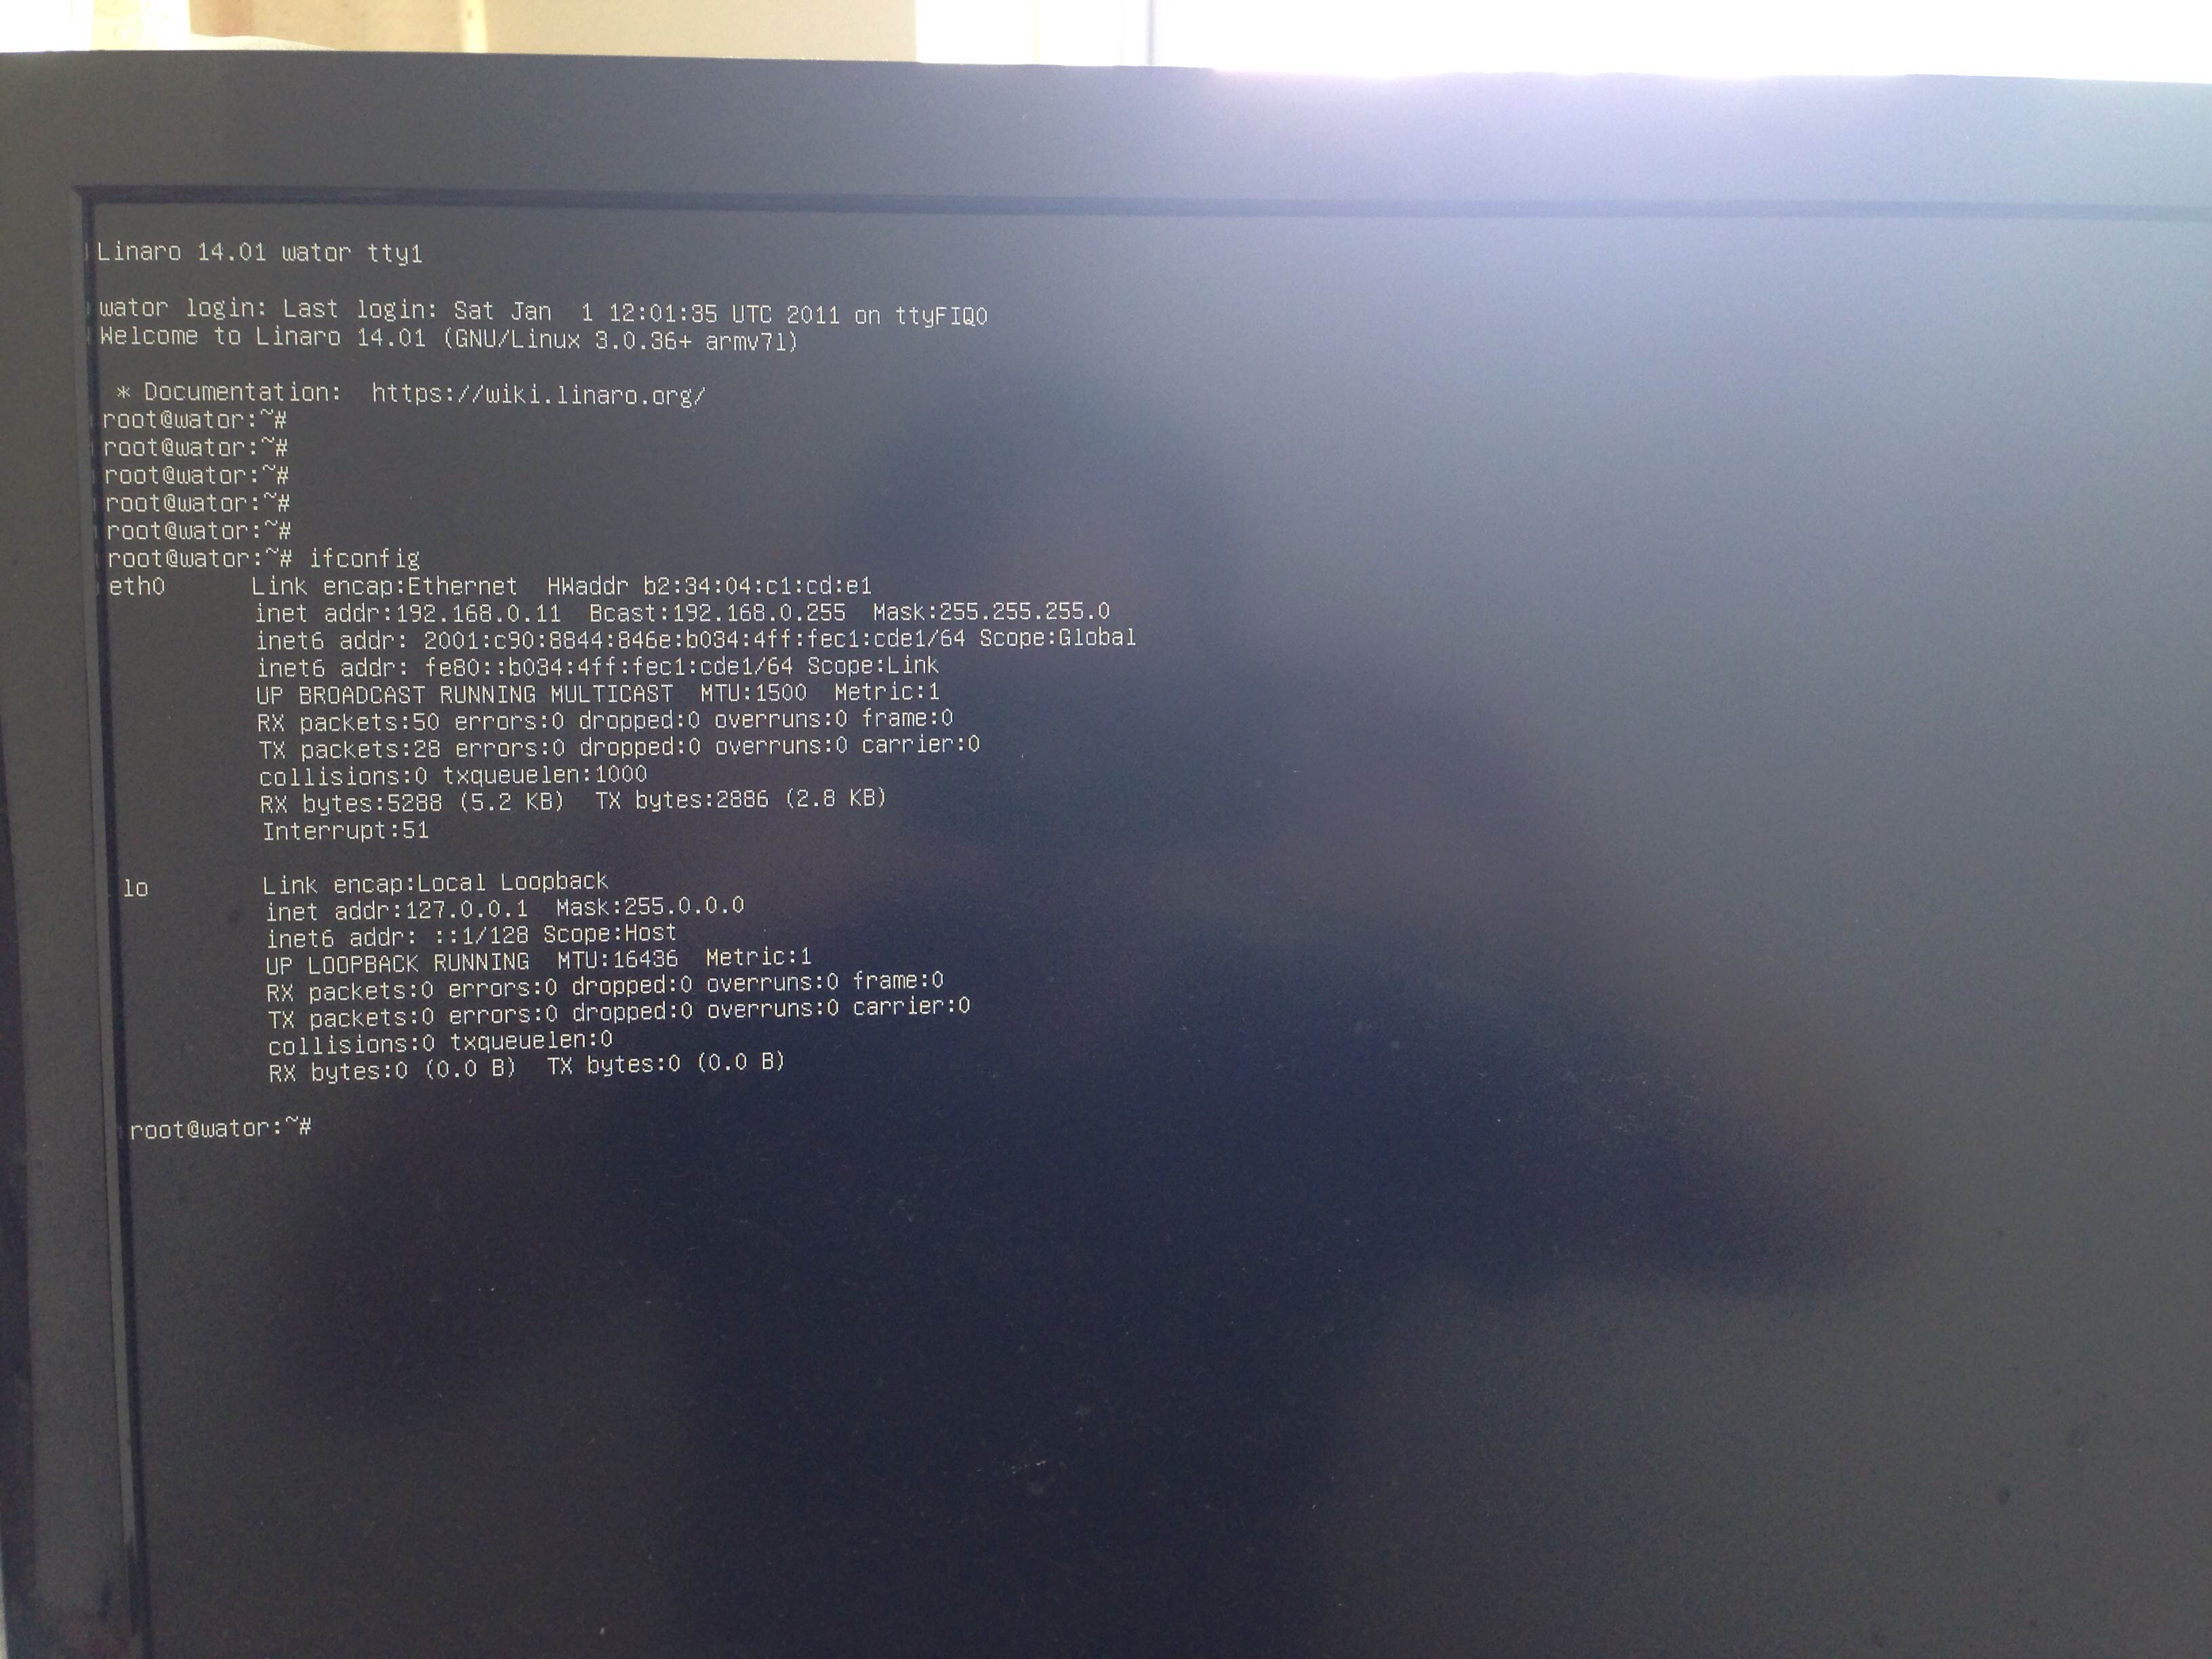 Linaro 14.01 wator tty1
wator login: Last login: Sat Jan  1 12:01:35 UTC 2011 on ttyFIQ0
Welcome to Linaro 14.01 (GNU/Linux 3.0.36+ armv7l)
* Documentation:  https://wiki.linaro.org/
root@wator:~#
root@wator:~#
root@wator:~#
root@wator:~#
root@wator:~#
root@wator:~# ifconfig
eth0      Link encap:Ethernet  HWaddr b2:34:04:c1:cd:e1
inet addr:192.168.0.11  Bcast:192.168.0.255  Mask:255.255.255.0
inet6 addr: 2001:c90:8844:846e:b034:4ff:fec1:cde1/64 Scope:Global
inet6 addr: fe80::b034:4ff:fec1:cde1/64 Scope:Link
UP BROADCAST RUNNING MULTICAST  MTU:1500  Metric:1
RX packets:50 errors:0 dropped:0 overruns:0 frame:0
TX packets:28 errors:0 dropped:0 overruns:0 carrier:0
collisions:0 txqueuelen:1000
RX bytes:5288 (5.2 KB)  TX bytes:2886 (2.8 KB)
Interrupt:51
lo        Link encap:Local Loopback
inet addr:127.0.0.1  Mask:255.0.0.0
inet6 addr: ::1/128 Scope:Host
UP LOOPBACK RUNNING  MTU:16436  Metric:1
RX packets:0 errors:0 dropped:0 overruns:0 frame:0
TX packets:0 errors:0 dropped:0 overruns:0 carrier:0
collisions:0 txqueuelen:0
RX bytes:0 (0.0 B)  TX bytes:0 (0.0 B)
root@wator:~#